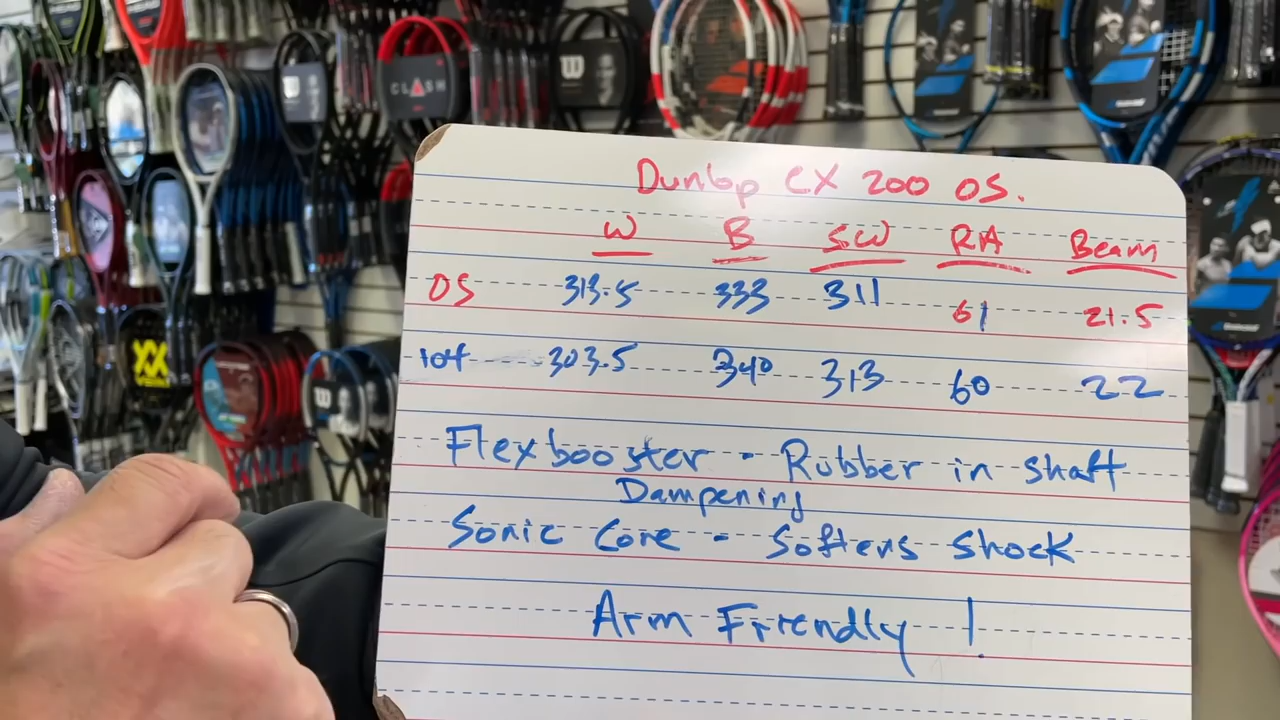 CLASH
W
Dunlop CX 200 OS.
W B SW RA Beam
OS 313.5 333 311 61 21.5
303.5 340 313 60 22
Flexbooster - Rubber in shaft
Dampening
Sonic Core - Softens Shock
Arm Friendly !